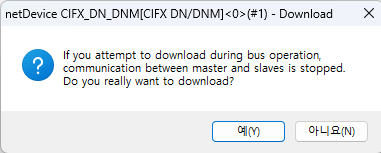 netDevice CIFX_DN_DNM[CIFX DN/DNM]<0>(#1) - Download
If you attempt to download during bus operation,
communication between master and slaves is stopped.
Do you really want to download?
예(Y)
아니요(N)